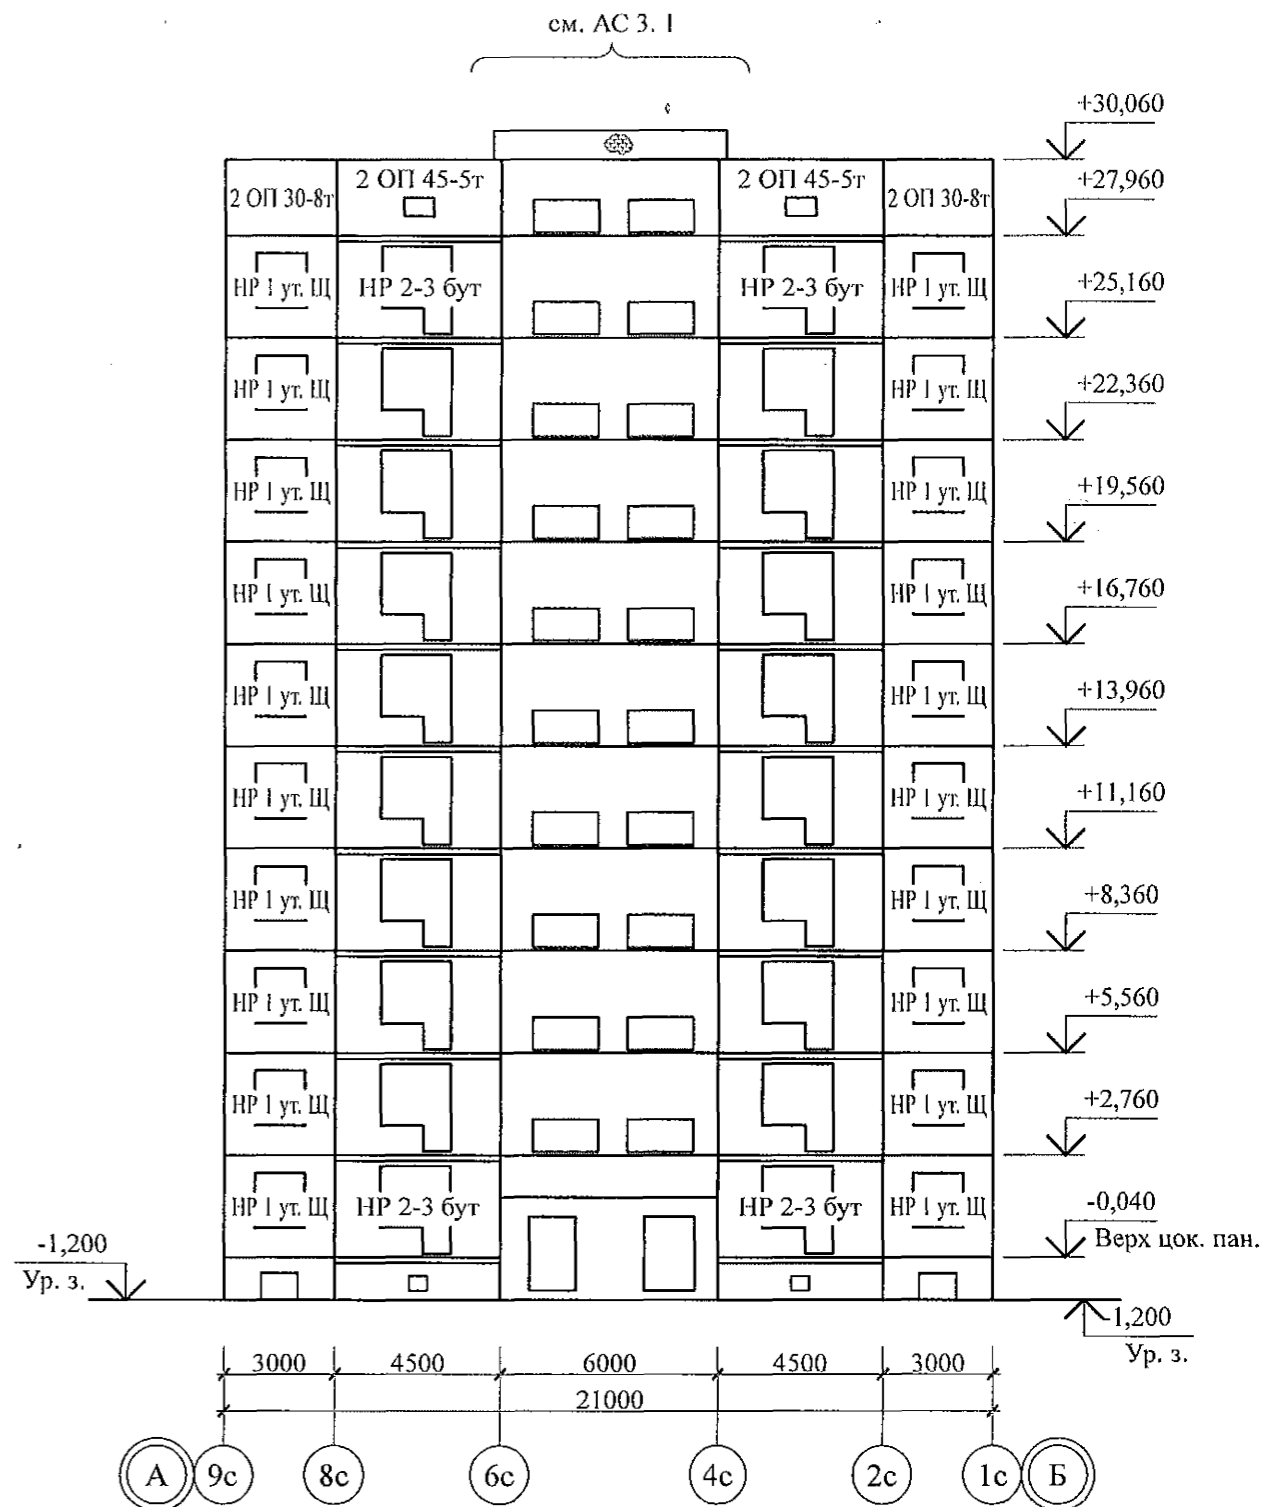 см. АС 3. 1
+30,060
2 ОП 30-8т 2 ОП 45-5т 2 ОП 45-5т 2 ОП 30-8т +27,960
НР 1 ут. Щ НР 2-3 бут НР 2-3 бут НР 1 ут. Щ +25,160
НР 1 ут. Щ НР 1 ут. Щ +22,360
НР 1 ут. Щ НР 1 ут. Щ +19,560
НР 1 ут. Щ НР 1 ут. Щ +16,760
НР 1 ут. Щ НР 1 ут. Щ +13,960
НР 1 ут. Щ НР 1 ут. Щ +11,160
НР 1 ут. Щ НР 1 ут. Щ +8,360
НР 1 ут. Щ НР 1 ут. Щ +5,560
НР 1 ут. Щ НР 1 ут. Щ +2,760
НР 1 ут. Щ НР 2-3 бут НР 2-3 бут НР 1 ут. Щ -0,040
Верх цок. пан.
-1,200
Ур. з.
-1,200
Ур. з.
3000 4500 6000 4500 3000
21000
А 9с 8с 6с 4с 2с 1с Б